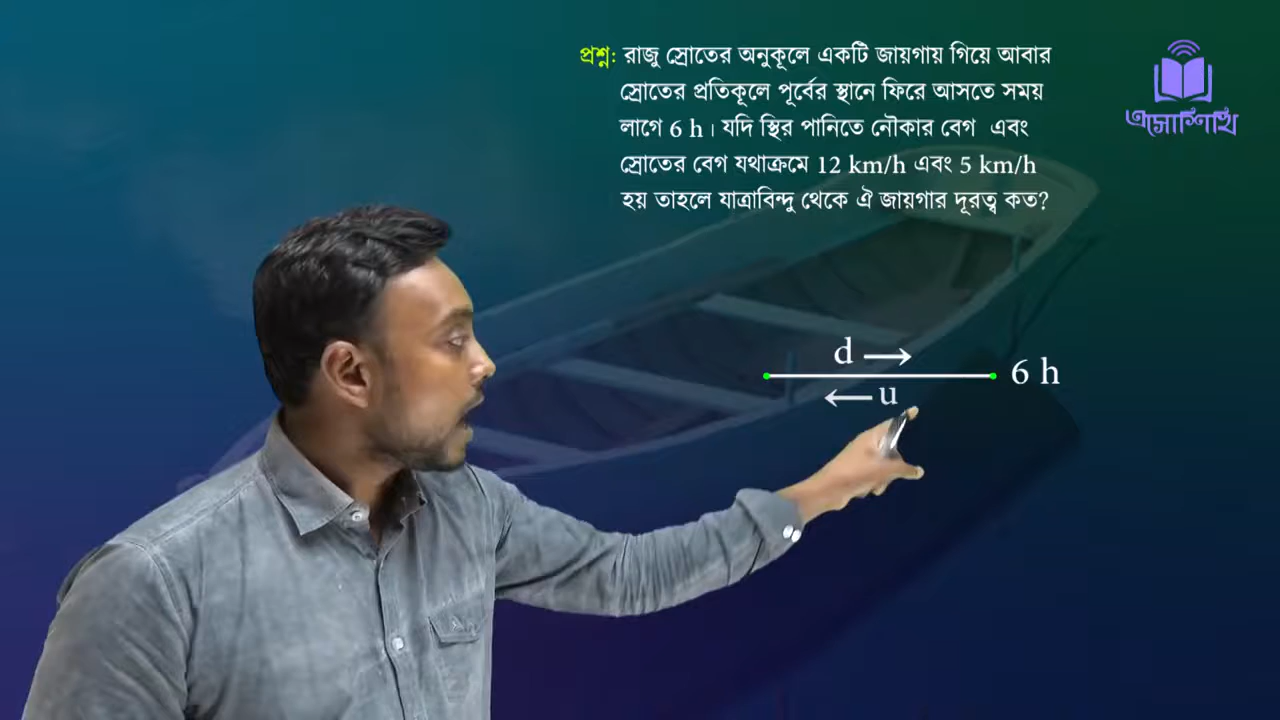 প্রশ্ন: রাজু স্রোতের অনুকূলে একটি জায়গায় গিয়ে আবার
স্রোতের প্রতিকূলে পূর্বের স্থানে ফিরে আসতে সময়
লাগে 6 h। যদি স্থির পানিতে নৌকার বেগ এবং
স্রোতের বেগ যথাক্রমে 12 km/h এবং 5 km/h
হয় তাহলে যাত্রাবিন্দু থেকে ঐ জায়গার দূরত্ব কত?
এসোশিখি
d →
6 h
← u